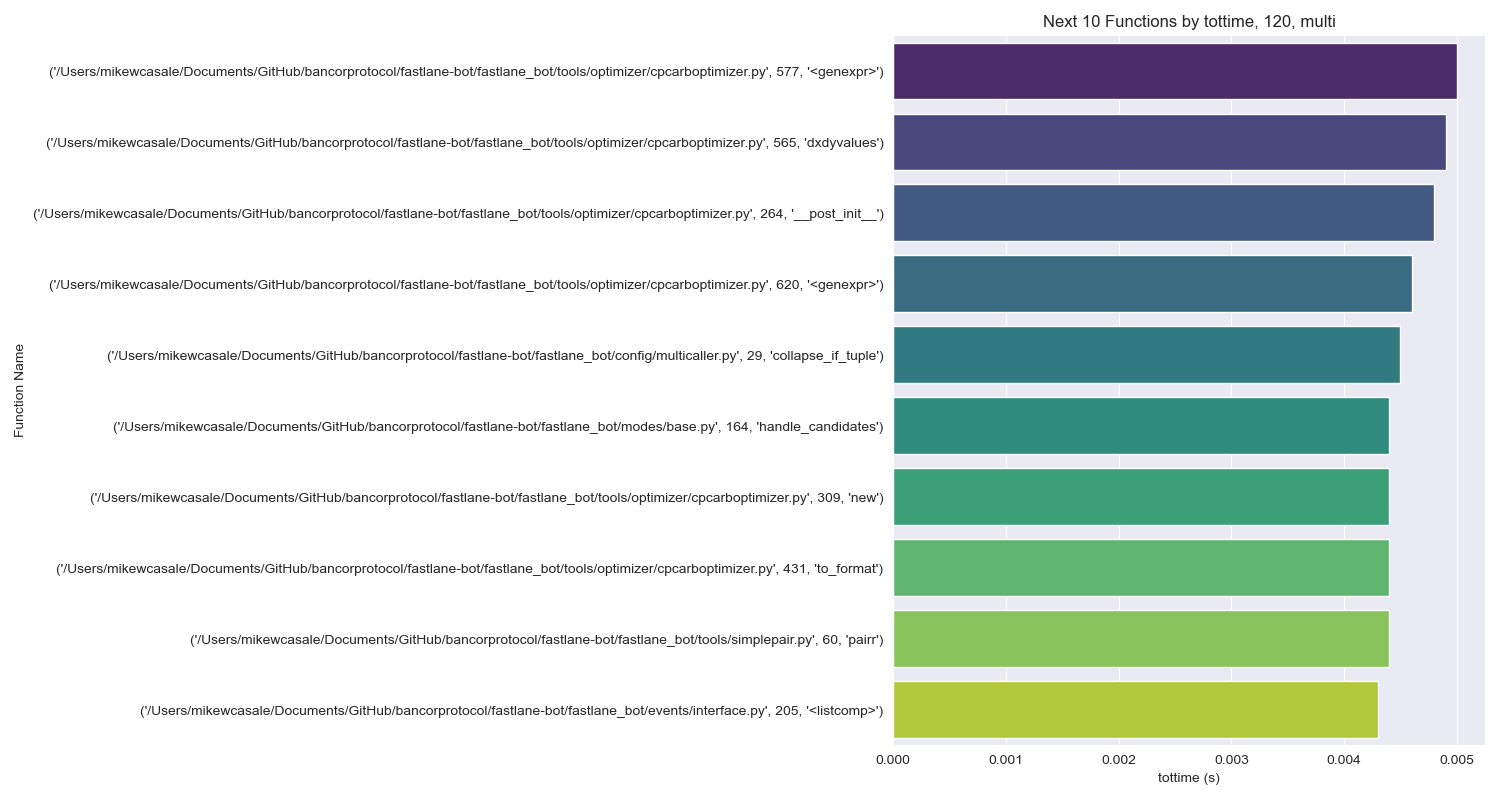 Next 10 Functions by tottime, 120, multi
('/Users/mikewcasale/Documents/GitHub/bancorprotocol/fastlane-bot/fastlane_bot/tools/optimizer/cpcarboptimizer.py', 577, '<genexpr>')
('/Users/mikewcasale/Documents/GitHub/bancorprotocol/fastlane-bot/fastlane_bot/tools/optimizer/cpcarboptimizer.py', 565, 'dxdyvalues')
('/Users/mikewcasale/Documents/GitHub/bancorprotocol/fastlane-bot/fastlane_bot/tools/optimizer/cpcarboptimizer.py', 264, '__post_init__')
('/Users/mikewcasale/Documents/GitHub/bancorprotocol/fastlane-bot/fastlane_bot/tools/optimizer/cpcarboptimizer.py', 620, '<genexpr>')
('/Users/mikewcasale/Documents/GitHub/bancorprotocol/fastlane-bot/fastlane_bot/config/multicaller.py', 29, 'collapse_if_tuple')
('/Users/mikewcasale/Documents/GitHub/bancorprotocol/fastlane-bot/fastlane_bot/modes/base.py', 164, 'handle_candidates')
('/Users/mikewcasale/Documents/GitHub/bancorprotocol/fastlane-bot/fastlane_bot/tools/optimizer/cpcarboptimizer.py', 309, 'new')
('/Users/mikewcasale/Documents/GitHub/bancorprotocol/fastlane-bot/fastlane_bot/tools/optimizer/cpcarboptimizer.py', 431, 'to_format')
('/Users/mikewcasale/Documents/GitHub/bancorprotocol/fastlane-bot/fastlane_bot/tools/simplepair.py', 60, 'pairr')
('/Users/mikewcasale/Documents/GitHub/bancorprotocol/fastlane-bot/fastlane_bot/events/interface.py', 205, '<listcomp>')
Function Name
0.000 0.001 0.002 0.003 0.004 0.005
tottime (s)